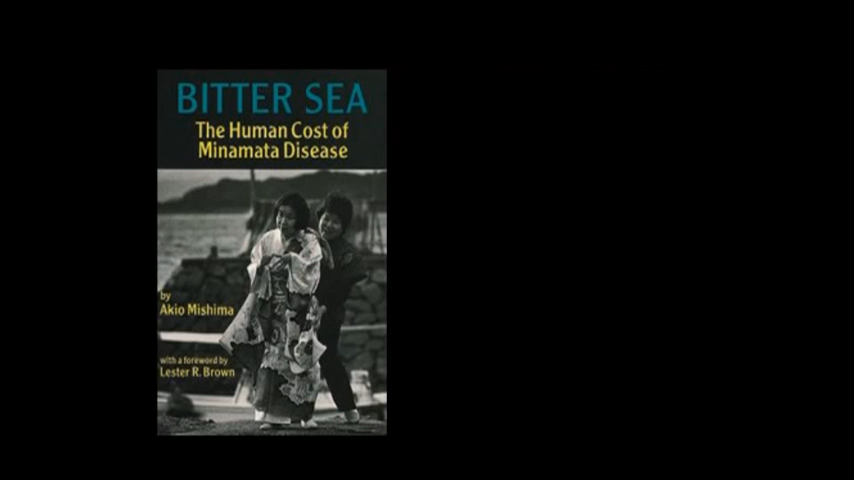 BITTER SEA
The Human Cost of
Minamata Disease
by
Akio Mishima
with a foreword by
Lester R. Brown